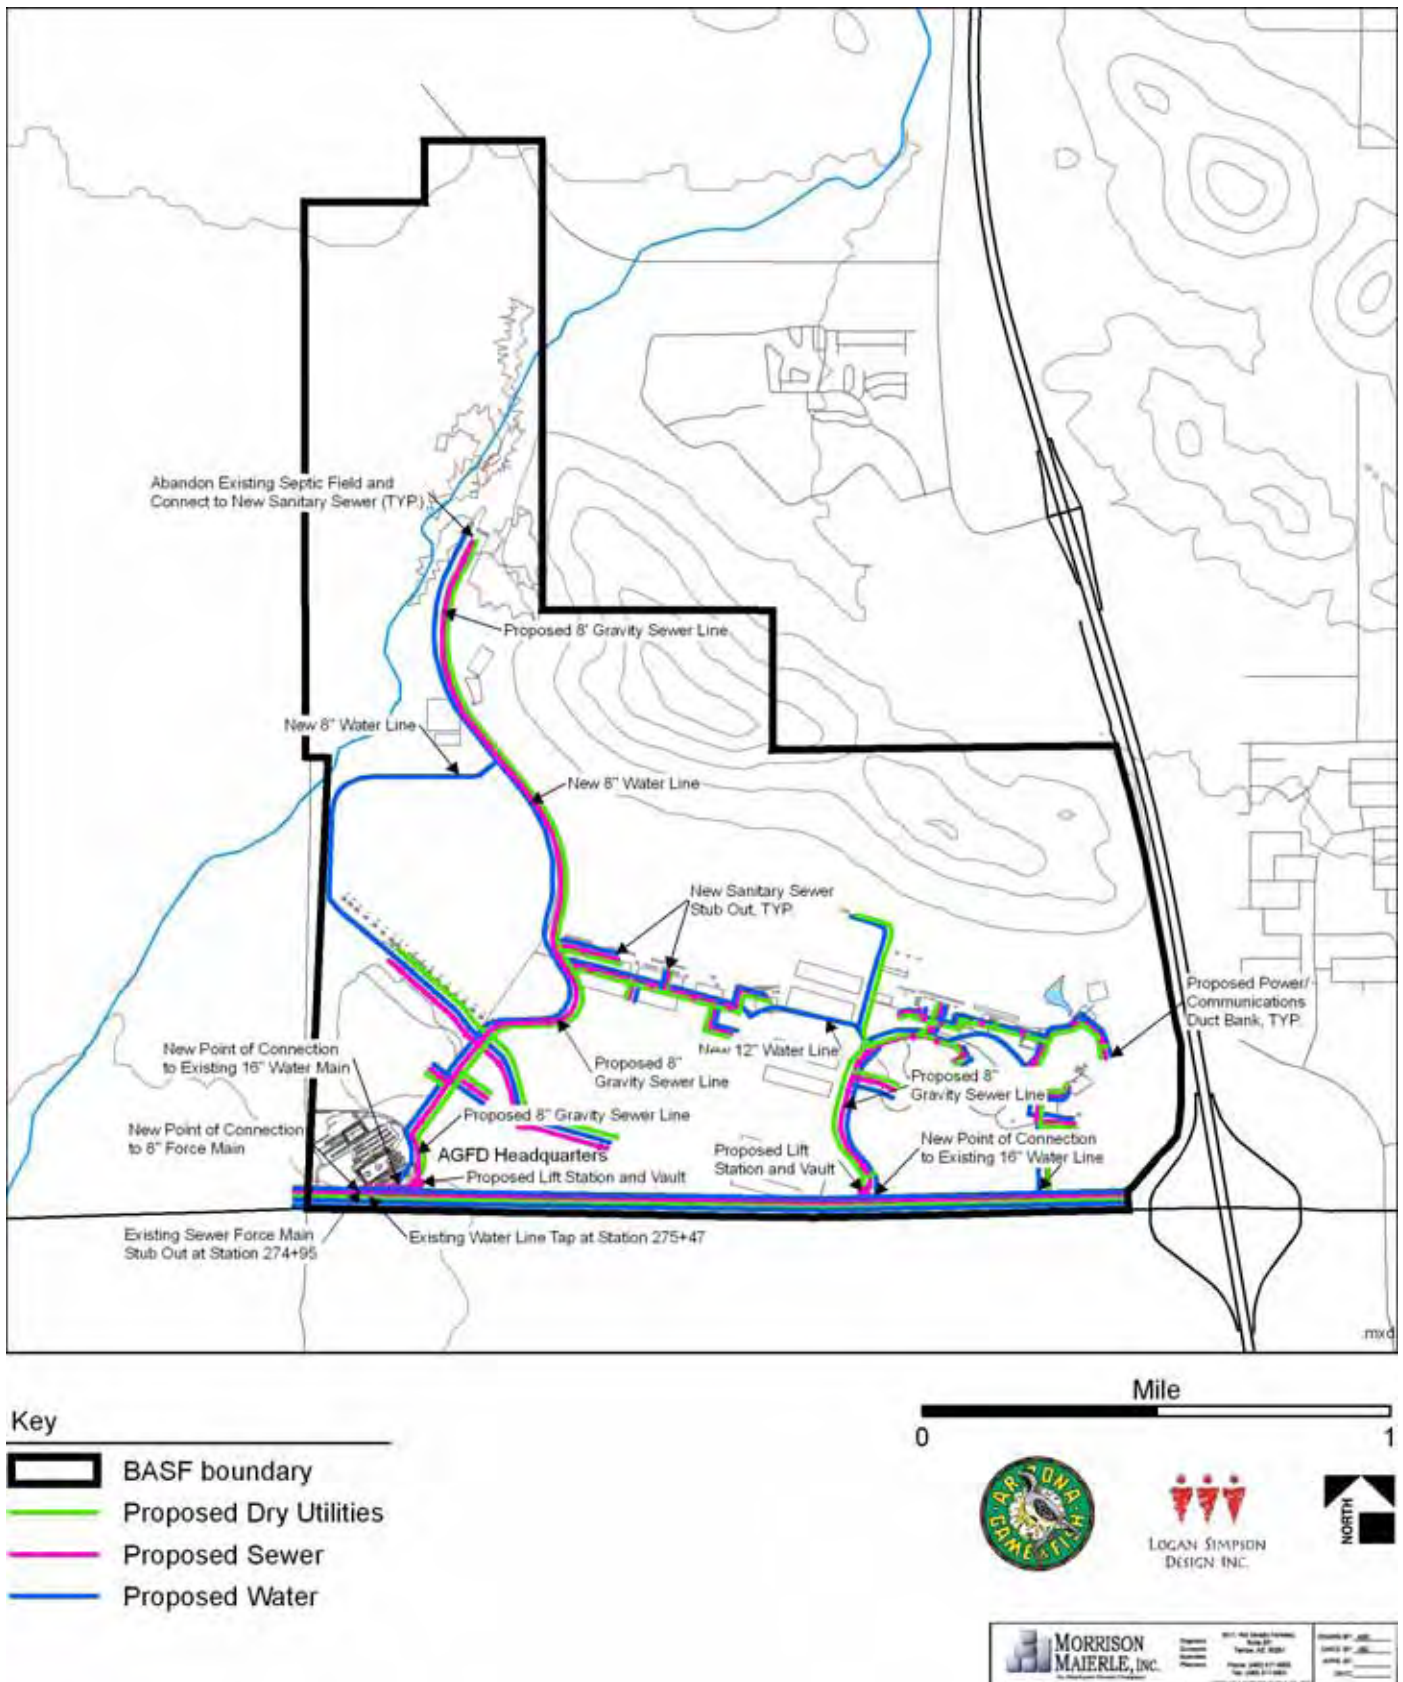 Abandon Existing Septic Field and
Connect to New Sanitary Sewer (TYP.)
Proposed 8' Gravity Sewer Line
New 8" Water Line
New 8" Water Line
New Sanitary Sewer
Stub Out, TYP.
Proposed Power/
Communications
Duct Bank, TYP.
New Point of Connection
to Existing 16" Water Main
New 12" Water Line
Proposed 8"
Gravity Sewer Line
Proposed 8"
Gravity Sewer Line
New Point of Connection
to 8" Force Main
Proposed 8" Gravity Sewer Line
AGFD Headquarters
Proposed Lift Station and Vault
Proposed Lift
Station and Vault
New Point of Connection
to Existing 16" Water Line
Existing Sewer Force Main
Stub Out at Station 274+95
Existing Water Line Tap at Station 275+47
.mxd
Key
BASF boundary
Proposed Dry Utilities
Proposed Sewer
Proposed Water
Mile
0 1
ARIZONA
GAME & FISH
LOGAN SIMPSON
DESIGN INC.
NORTH
MORRISON
MAIERLE, INC.